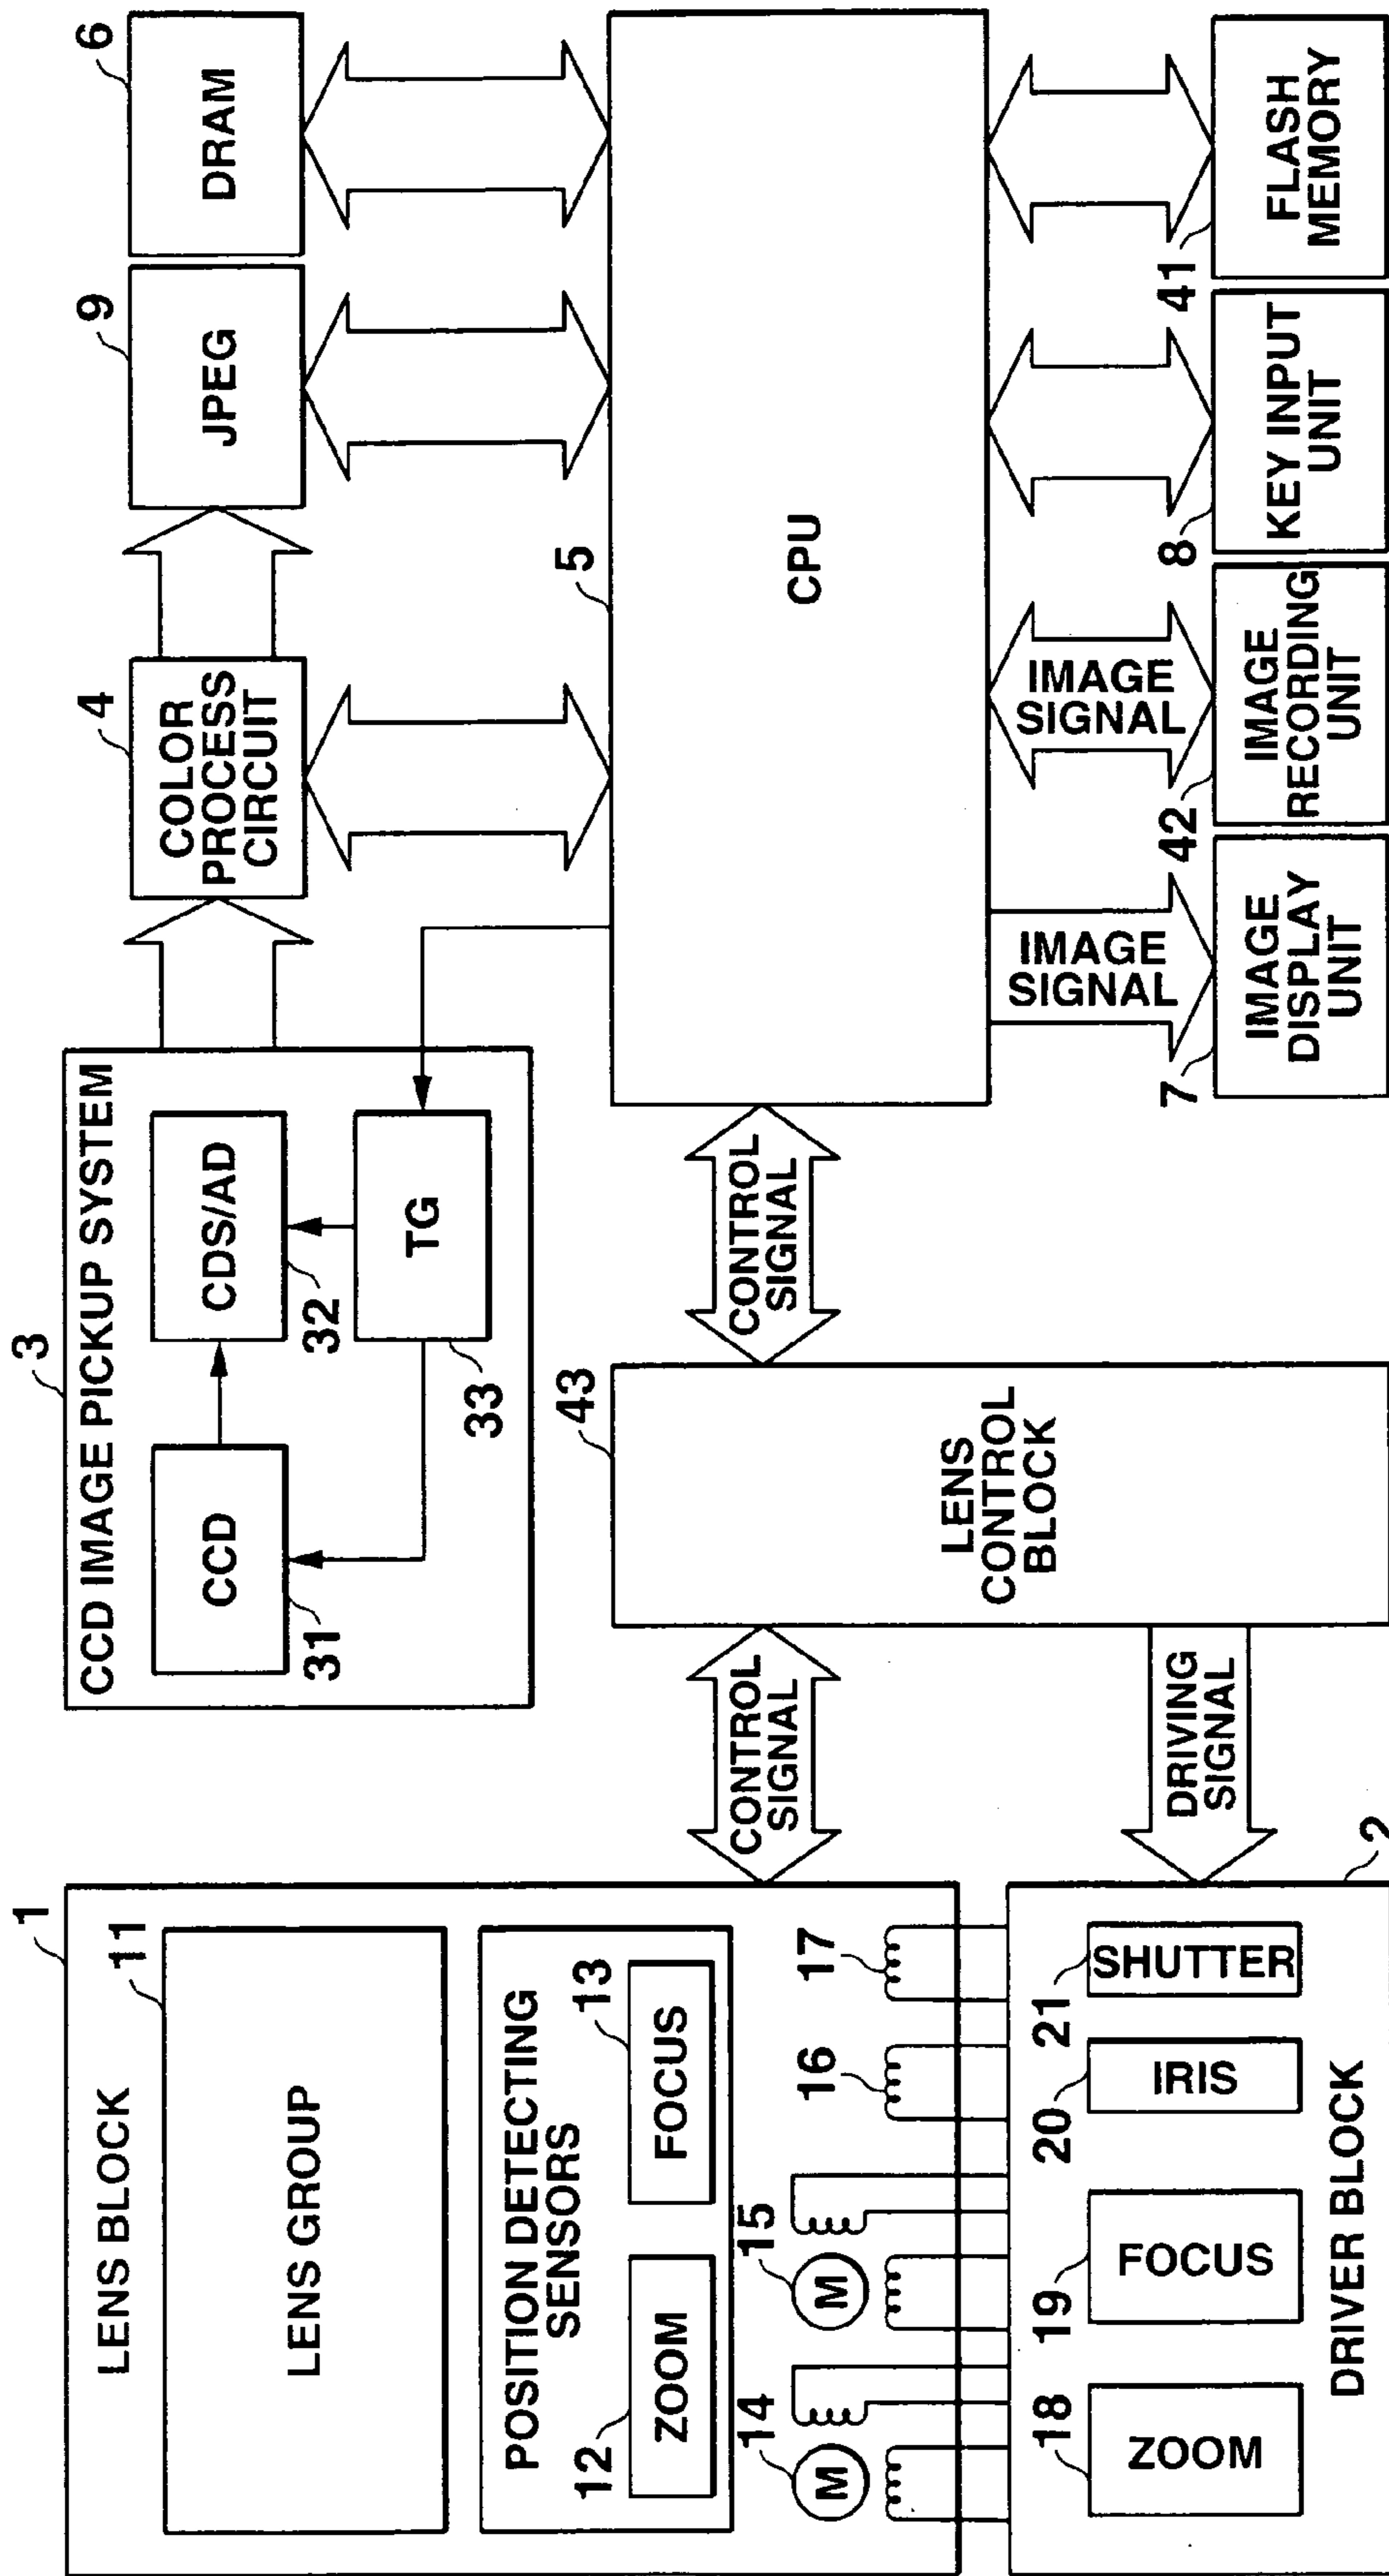 1
LENS BLOCK
11
LENS GROUP
POSITION DETECTING
SENSORS
12
ZOOM
13
FOCUS
14
M
15
M
16
17
18
ZOOM
19
FOCUS
20
IRIS
21
SHUTTER
DRIVER BLOCK
2
CONTROL
SIGNAL
DRIVING
SIGNAL
43
LENS
CONTROL
BLOCK
CONTROL
SIGNAL
3
CCD IMAGE PICKUP SYSTEM
CCD
31
CDS/AD
32
TG
33
4
COLOR
PROCESS
CIRCUIT
9
JPEG
6
DRAM
5
CPU
IMAGE
SIGNAL
IMAGE
SIGNAL
7
IMAGE
DISPLAY
UNIT
42
IMAGE
RECORDING
UNIT
8
KEY INPUT
UNIT
41
FLASH
MEMORY